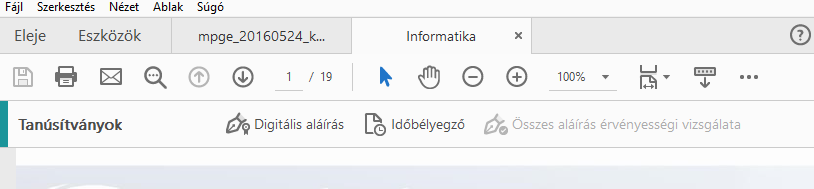 Fájl Szerkesztés Nézet Ablak Súgó
Eleje Eszközök mpge_20160524_k... Informatika ×
1 / 19 100%
Tanúsítványok Digitális aláírás Időbélyegző Összes aláírás érvényességi vizsgálata